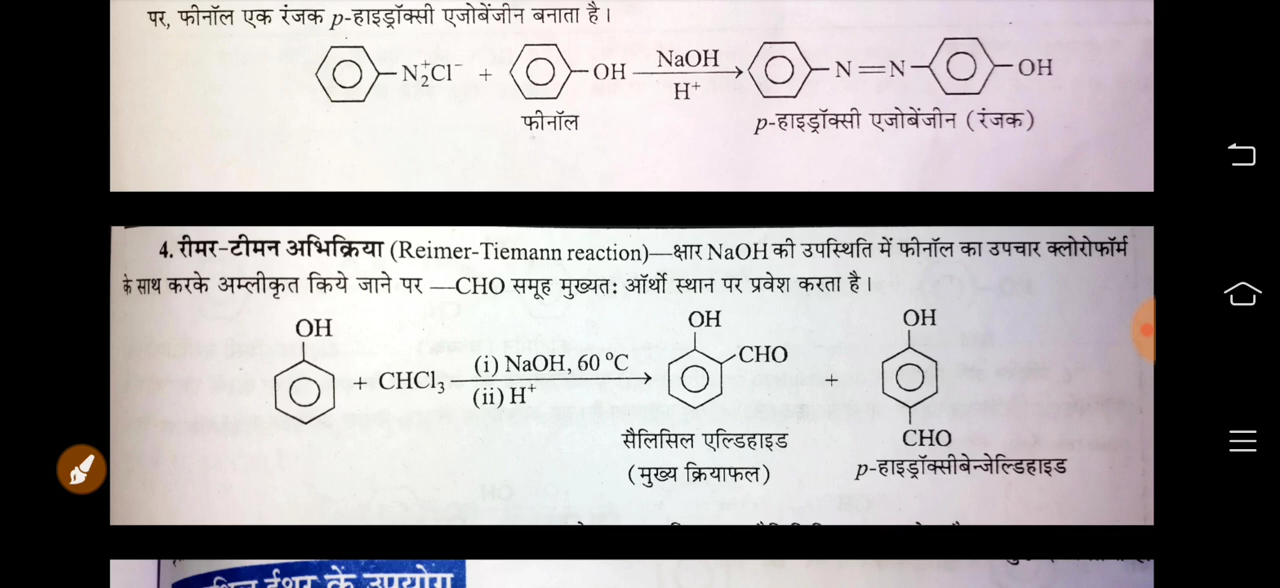 पर, फीनॉल एक रंजक p-हाइड्रॉक्सी एजोबेंजीन बनाता है।
N₂⁺Cl⁻ + OH NaOH H⁺ N=N OH
फीनॉल p-हाइड्रॉक्सी एजोबेंजीन (रंजक)
4. रीमर-टीमन अभिक्रिया (Reimer-Tiemann reaction)—क्षार NaOH की उपस्थिति में फीनॉल का उपचार क्लोरोफॉर्म
के साथ करके अम्लीकृत किये जाने पर —CHO समूह मुख्यतः ऑर्थो स्थान पर प्रवेश करता है।
OH OH OH
+ CHCl₃ (i) NaOH, 60 °C CHO +
(ii) H⁺
CHO
सैलिसिल एल्डिहाइड p-हाइड्रॉक्सीबेन्जेल्डिहाइड
(मुख्य क्रियाफल)
ईथर के उपयोग